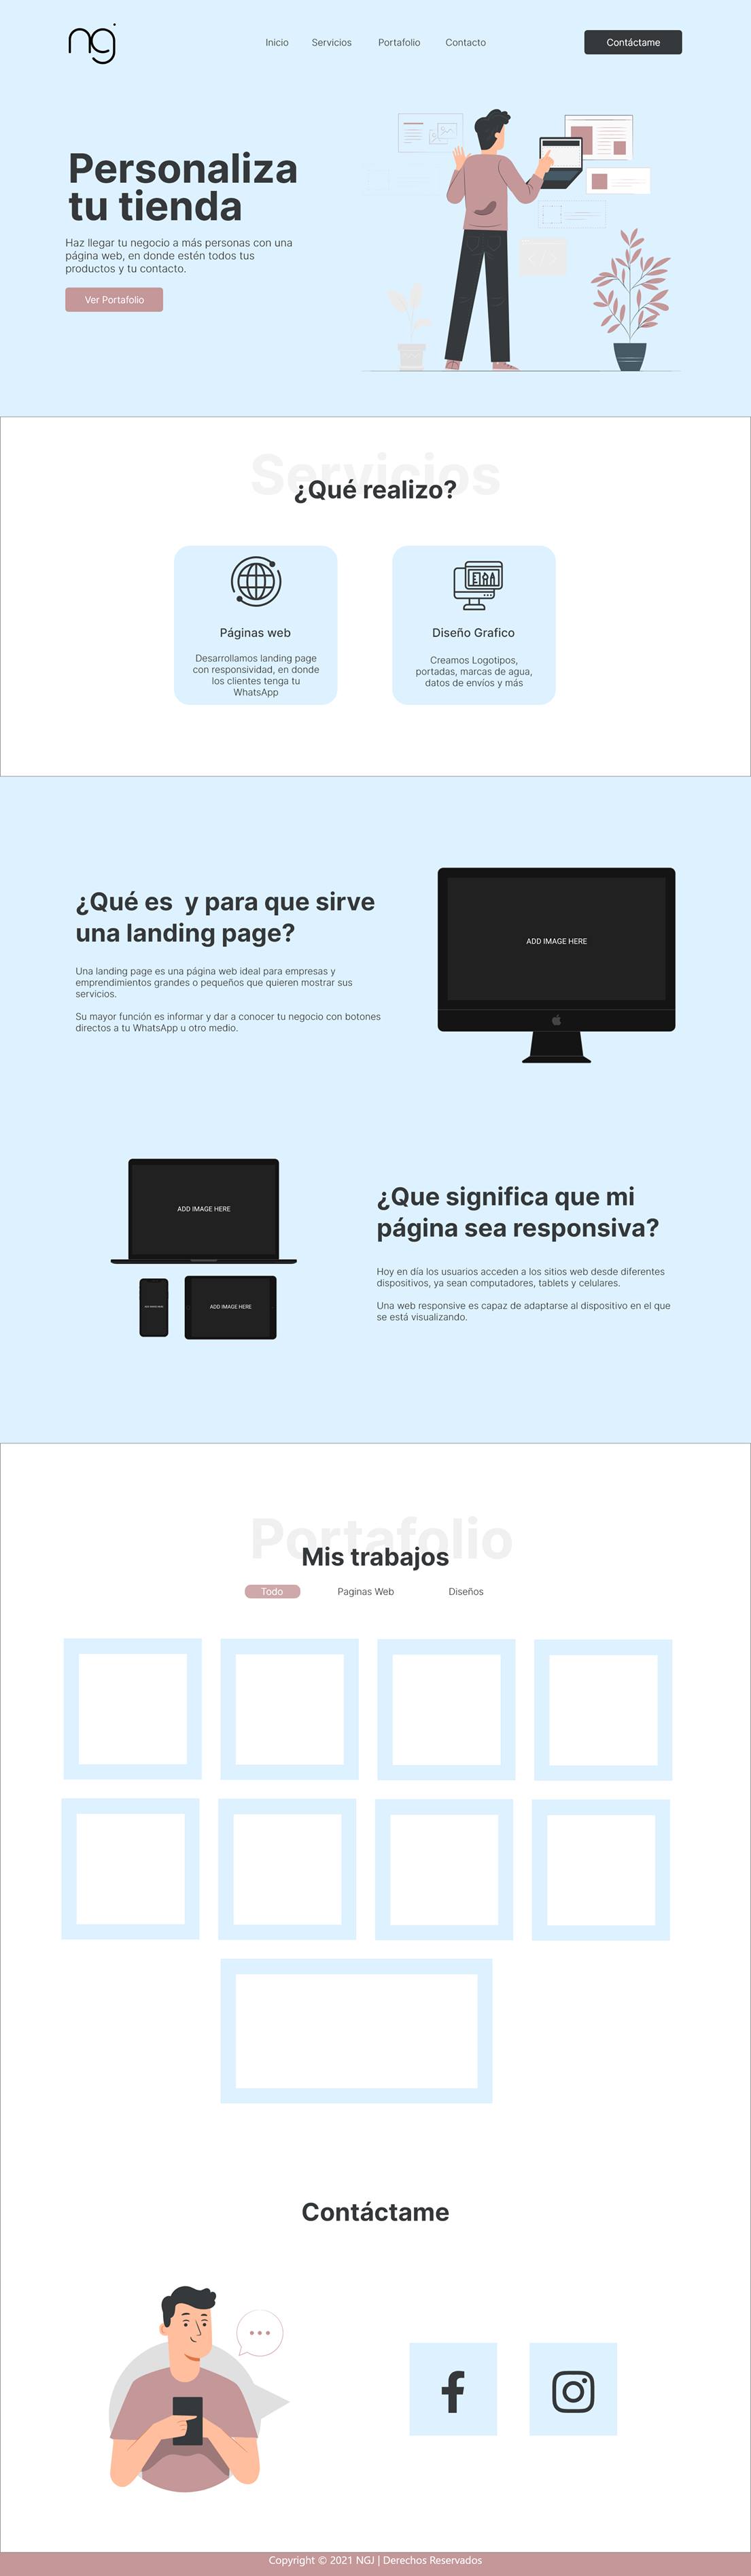 ngj
Inicio Servicios Portafolio Contacto Contáctame
Personaliza
tu tienda
Haz llegar tu negocio a más personas con una
página web, en donde estén todos tus
productos y tu contacto.
Ver Portafolio
Servicios
¿Qué realizo?
Páginas web
Desarrollamos landing page
con responsividad, en donde
los clientes tenga tu
WhatsApp
Diseño Grafico
Creamos Logotipos,
portadas, marcas de agua,
datos de envíos y más
¿Qué es y para que sirve
una landing page?
Una landing page es una página web ideal para empresas y
emprendimientos grandes o pequeños que quieren mostrar sus
servicios.
Su mayor función es informar y dar a conocer tu negocio con botones
directos a tu WhatsApp u otro medio.
ADD IMAGE HERE
ADD IMAGE HERE
ADD IMAGE HERE
ADD IMAGE HERE
¿Que significa que mi
página sea responsiva?
Hoy en día los usuarios acceden a los sitios web desde diferentes
dispositivos, ya sean computadores, tablets y celulares.
Una web responsive es capaz de adaptarse al dispositivo en el que
se está visualizando.
Portafolio
Mis trabajos
Todo Paginas Web Diseños
Contáctame
Copyright © 2021 NGJ | Derechos Reservados